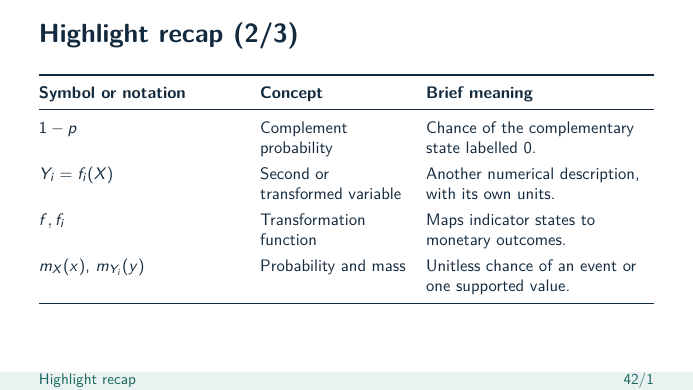 Highlight recap (2/3)
Symbol or notation Concept Brief meaning
1 − p Complement probability Chance of the complementary state labelled 0.
Y_i = f_i(X) Second or transformed variable Another numerical description, with its own units.
f, f_i Transformation function Maps indicator states to monetary outcomes.
m_X(x), m_{Y_i}(y) Probability and mass Unitless chance of an event or one supported value.
Highlight recap 42/1